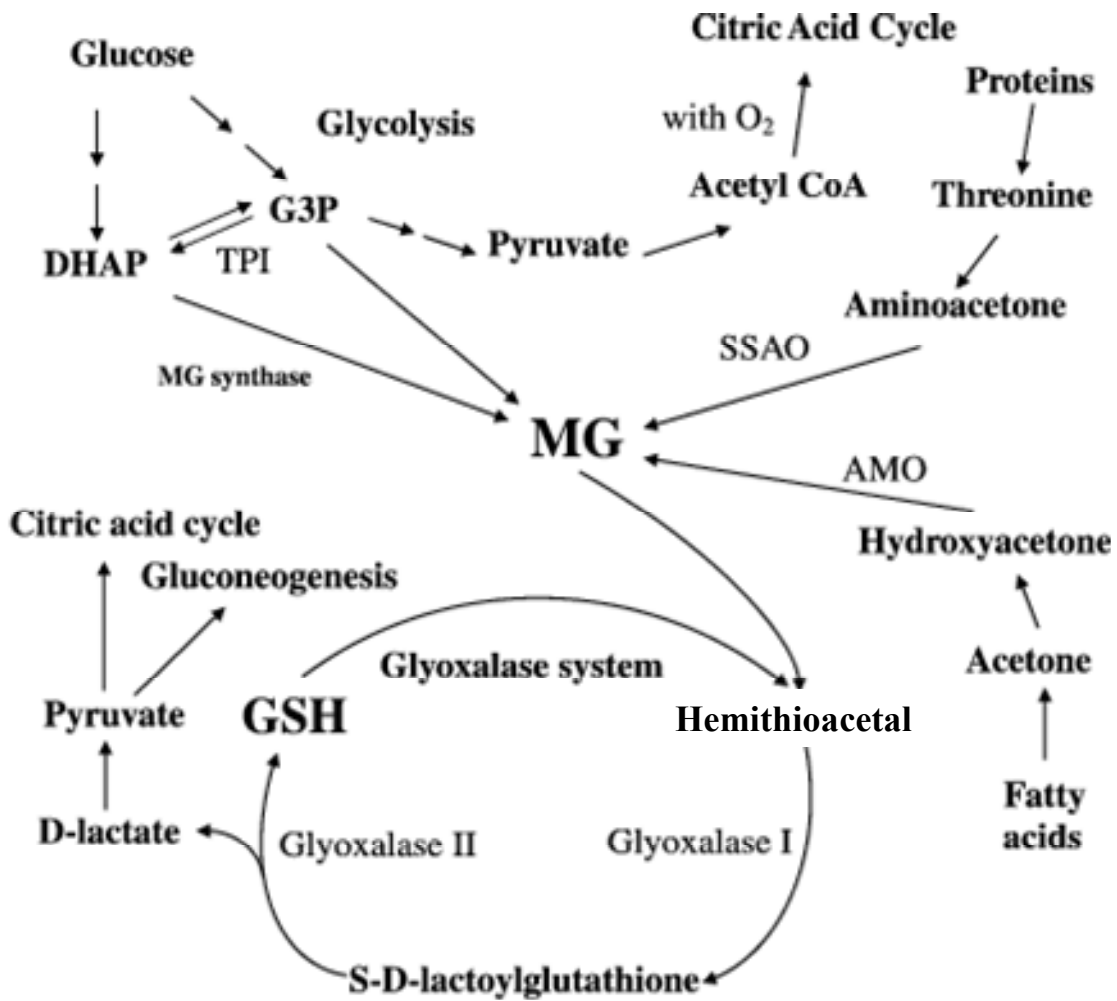 Citric Acid Cycle
Glucose
Proteins
Glycolysis
with O₂
Acetyl CoA
Threonine
G3P
Pyruvate
DHAP
TPI
Aminoacetone
SSAO
MG synthase
MG
AMO
Citric acid cycle
Hydroxyacetone
Gluconeogenesis
Glyoxalase system
Acetone
Pyruvate
GSH
Hemithioacetal
Fatty
acids
D-lactate
Glyoxalase II
Glyoxalase I
S-D-lactoylglutathione